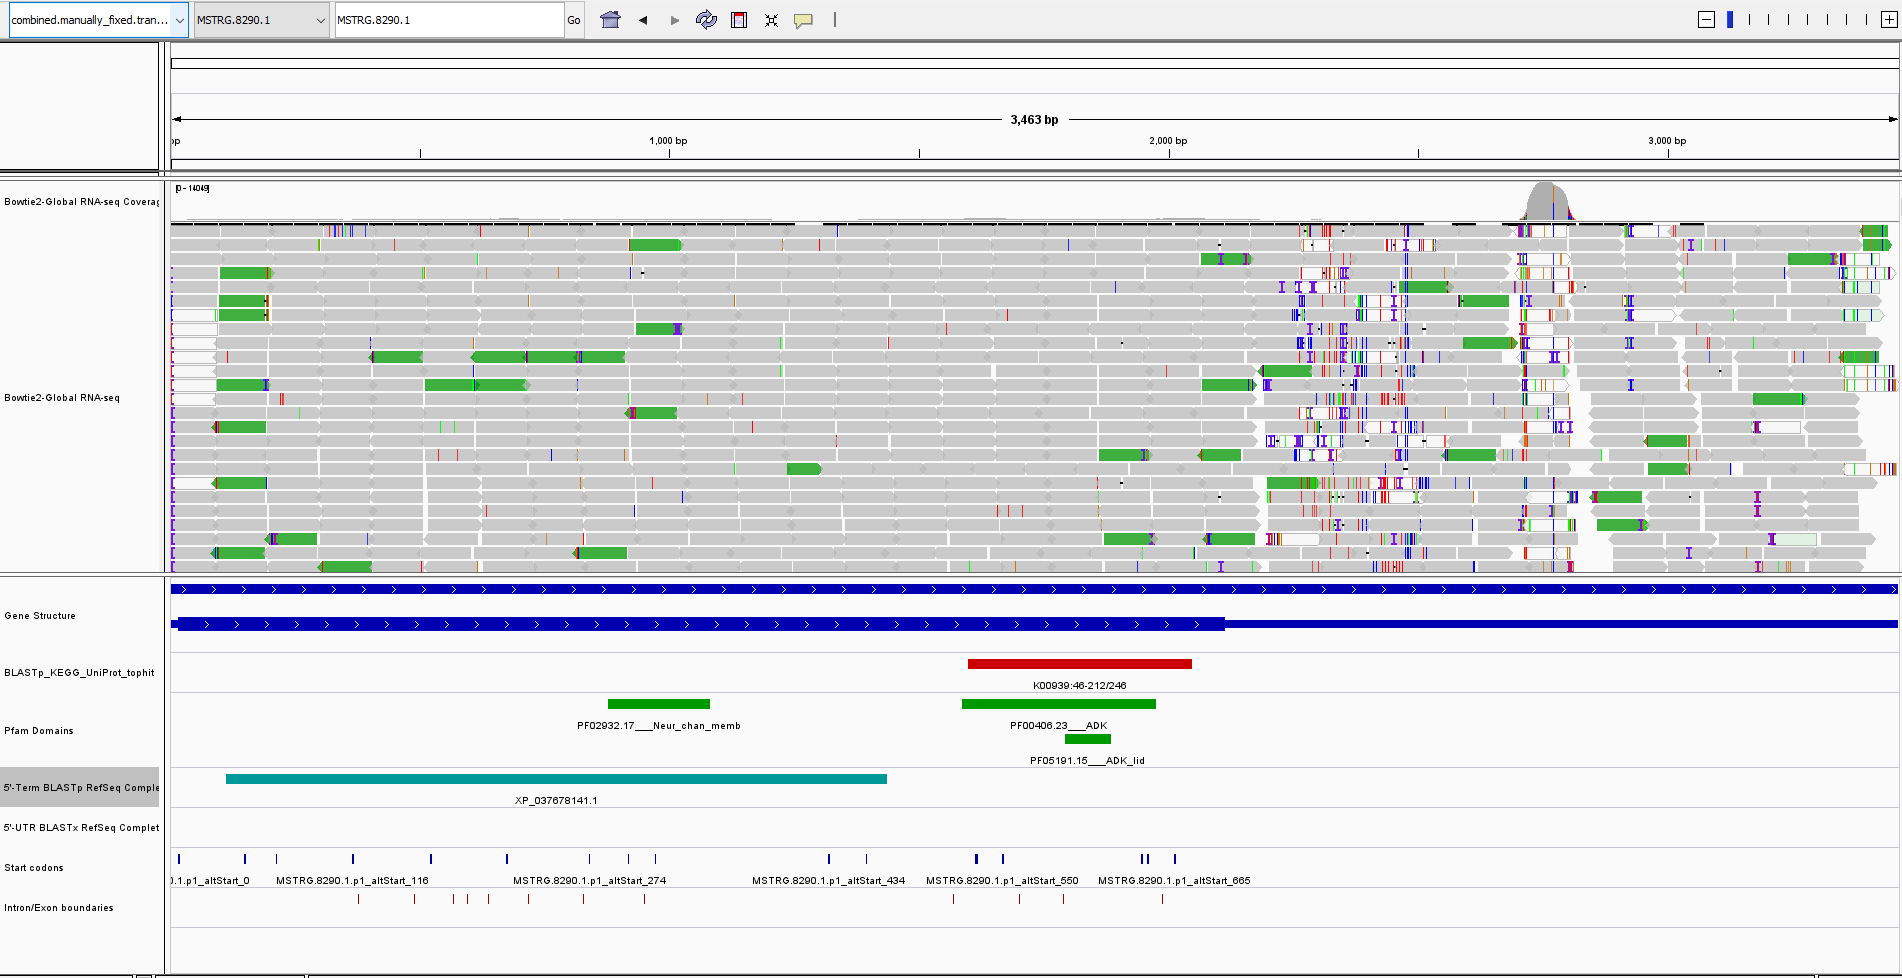 combined.manually_fixed.tran... MSTRG.8290.1 MSTRG.8290.1 Go
3,463 bp
bp 1,000 bp 2,000 bp 3,000 bp
[0 - 14049]
Bowtie2-Global RNA-seq Coverag
Bowtie2-Global RNA-seq
Gene Structure
BLASTp_KEGG_UniProt_tophit
K00939:46-212/246
PF02932.17___Neur_chan_memb PF00406.23___ADK
Pfam Domains
PF05191.15___ADK_lid
5'-Term BLASTp RefSeq Comple
XP_037678141.1
5'-UTR BLASTx RefSeq Complet
Start codons
0.1.p1_altStart_0 MSTRG.8290.1.p1_altStart_116 MSTRG.8290.1.p1_altStart_274 MSTRG.8290.1.p1_altStart_434 MSTRG.8290.1.p1_altStart_550 MSTRG.8290.1.p1_altStart_665
Intron/Exon boundaries